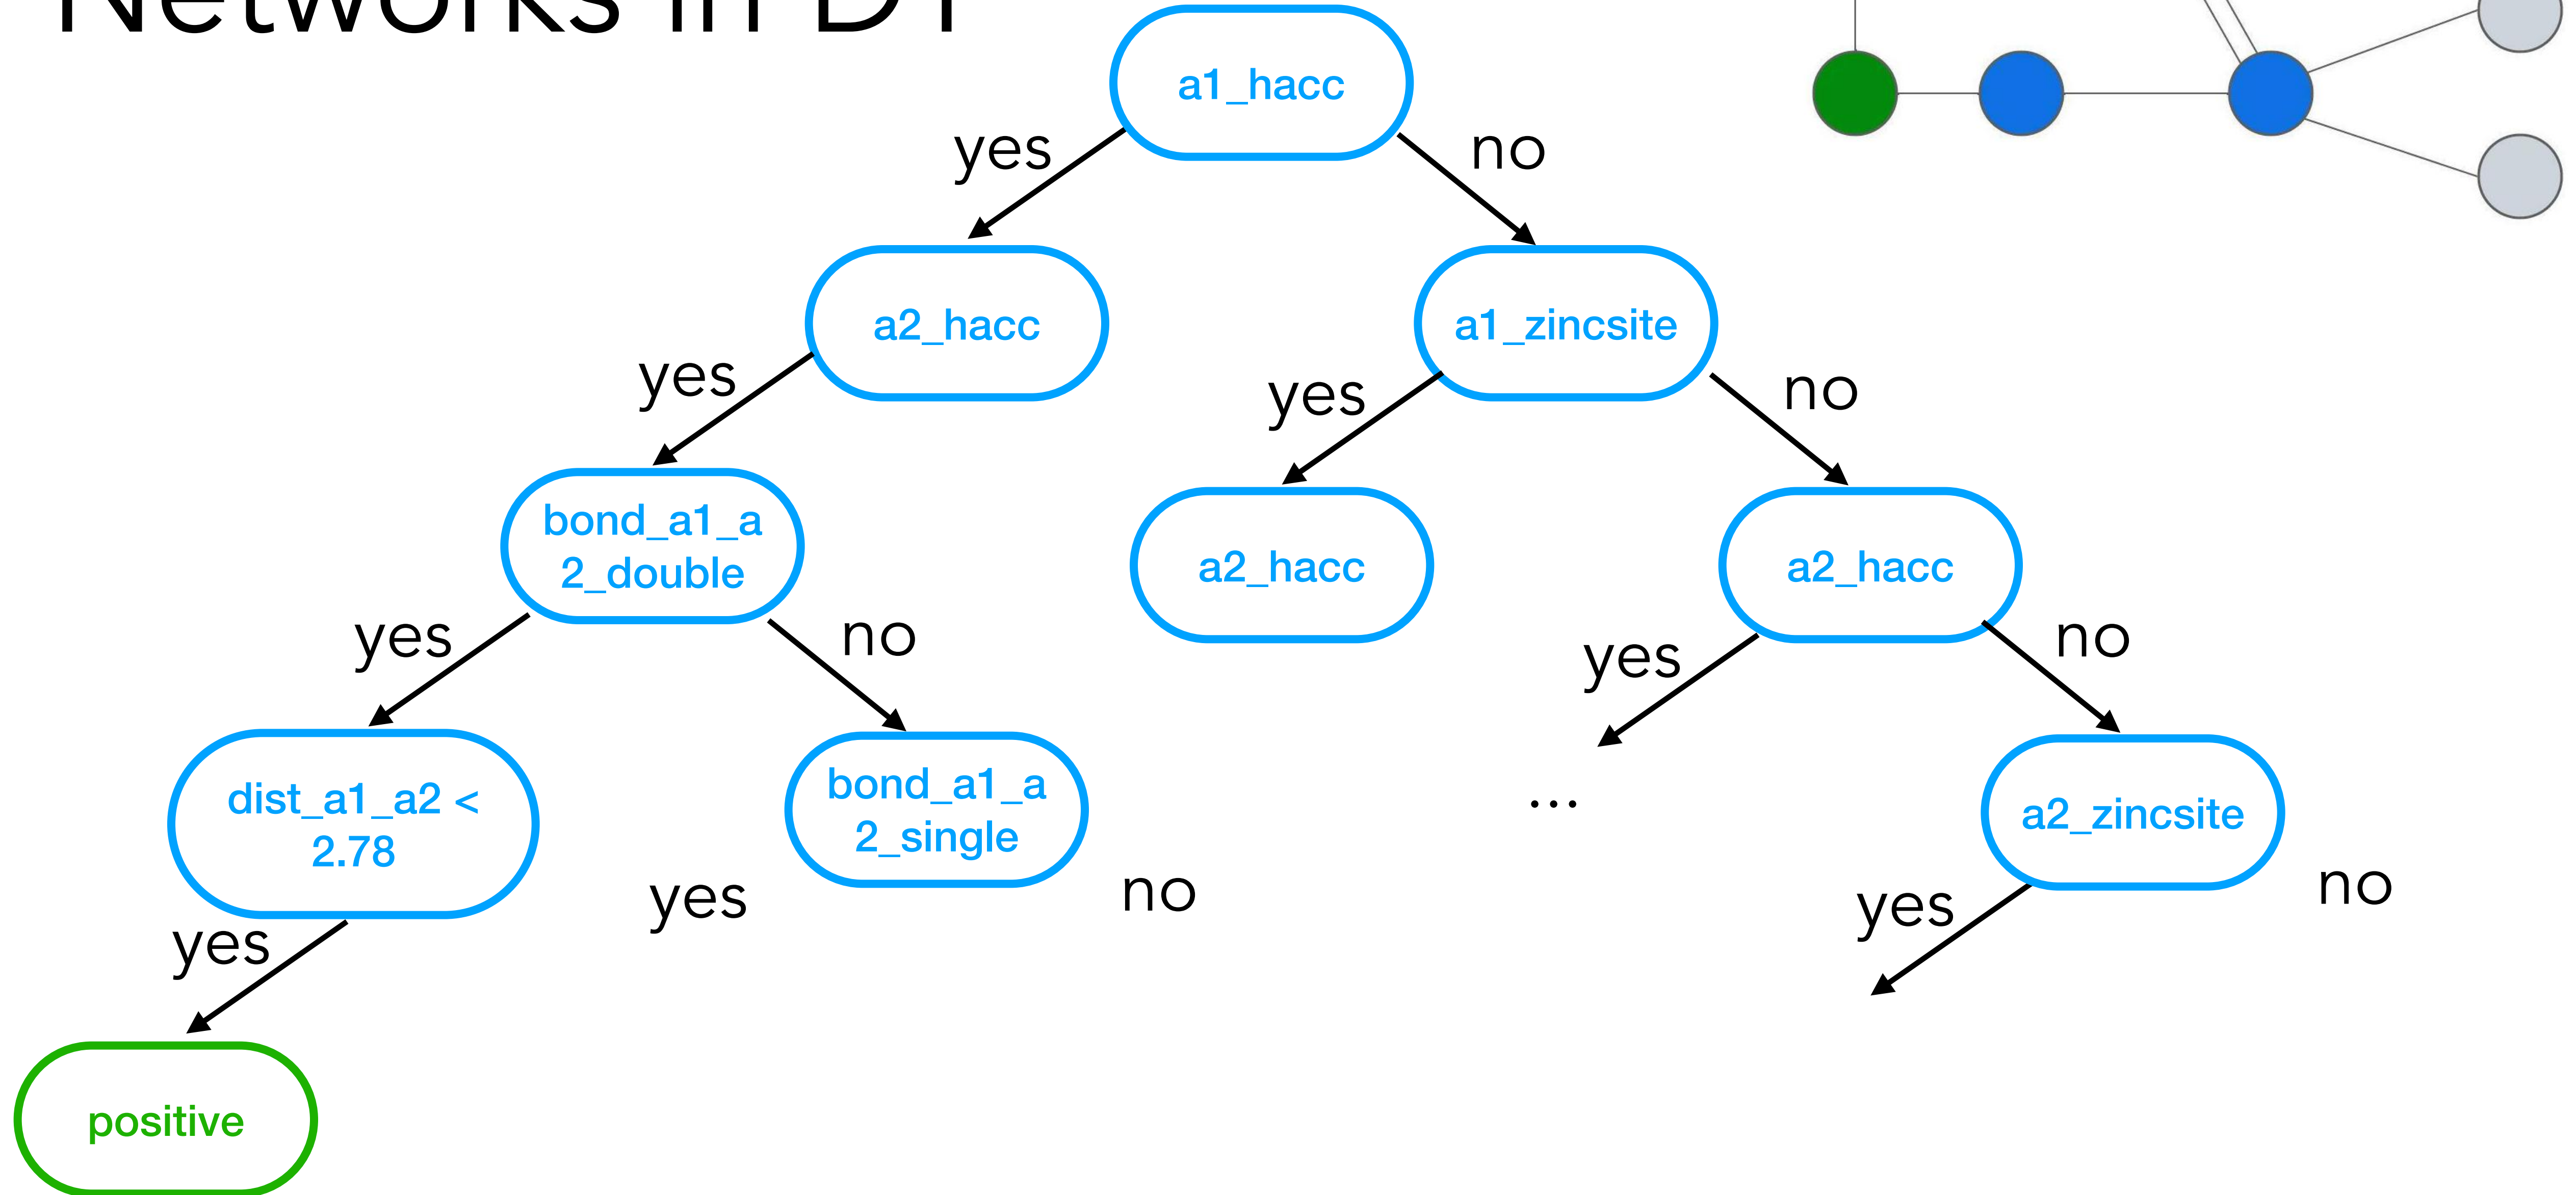 Networks in DT
a1_hacc
yes
no
a2_hacc
a1_zincsite
yes
yes
no
bond_a1_a
2_double
a2_hacc
a2_hacc
yes
no
yes
no
dist_a1_a2 <
2.78
bond_a1_a
2_single
...
a2_zincsite
yes
yes
no
yes
no
positive